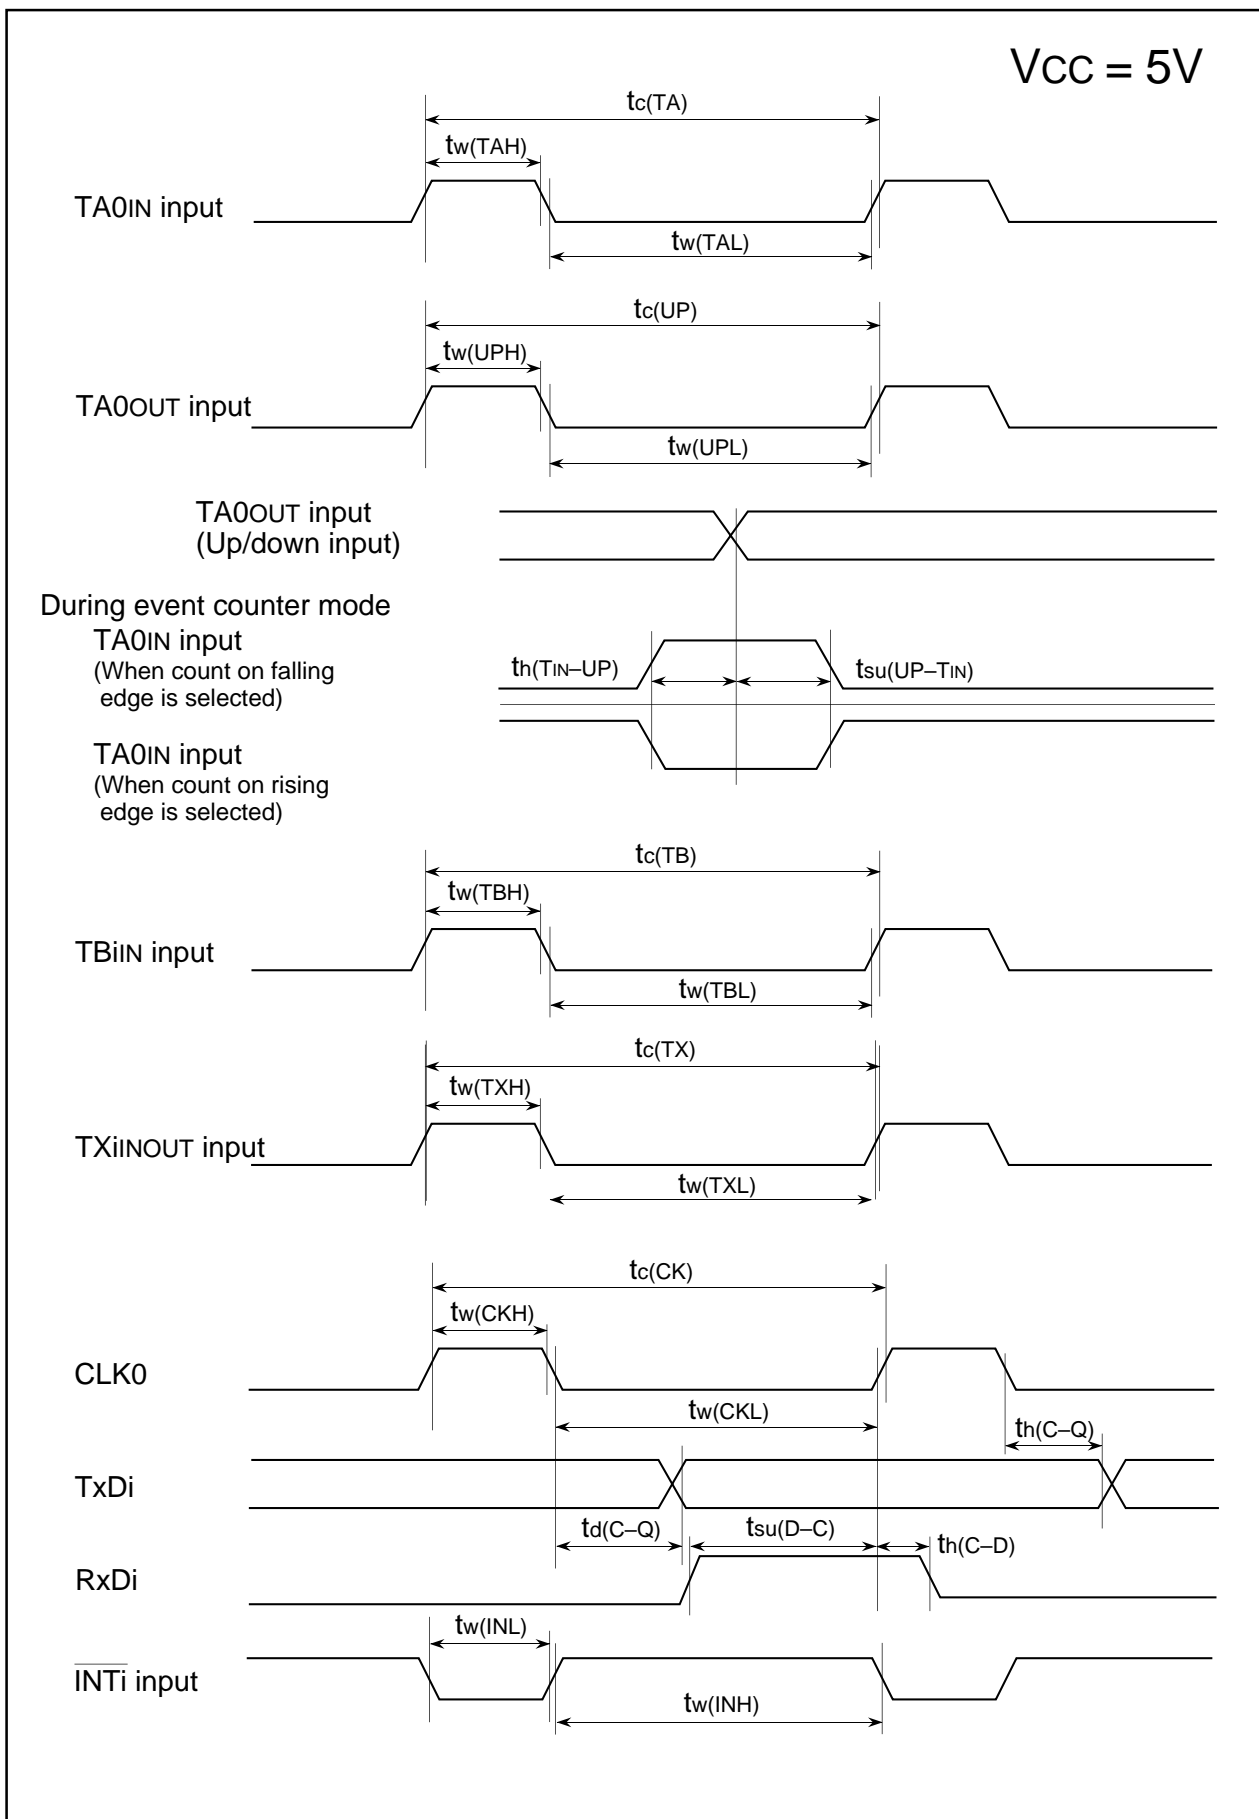 VCC = 5V
tc(TA)
tw(TAH)
TA0IN input
tw(TAL)
tc(UP)
tw(UPH)
TA0OUT input
tw(UPL)
TA0OUT input
(Up/down input)
During event counter mode
TA0IN input
(When count on falling
edge is selected)
th(TIN–UP)
tsu(UP–TIN)
TA0IN input
(When count on rising
edge is selected)
tc(TB)
tw(TBH)
TBiIN input
tw(TBL)
tc(TX)
tw(TXH)
TXiINOUT input
tw(TXL)
tc(CK)
tw(CKH)
CLK0
tw(CKL)
th(C–Q)
TxDi
td(C–Q)
tsu(D–C)
th(C–D)
RxDi
tw(INL)
INTi input
tw(INH)